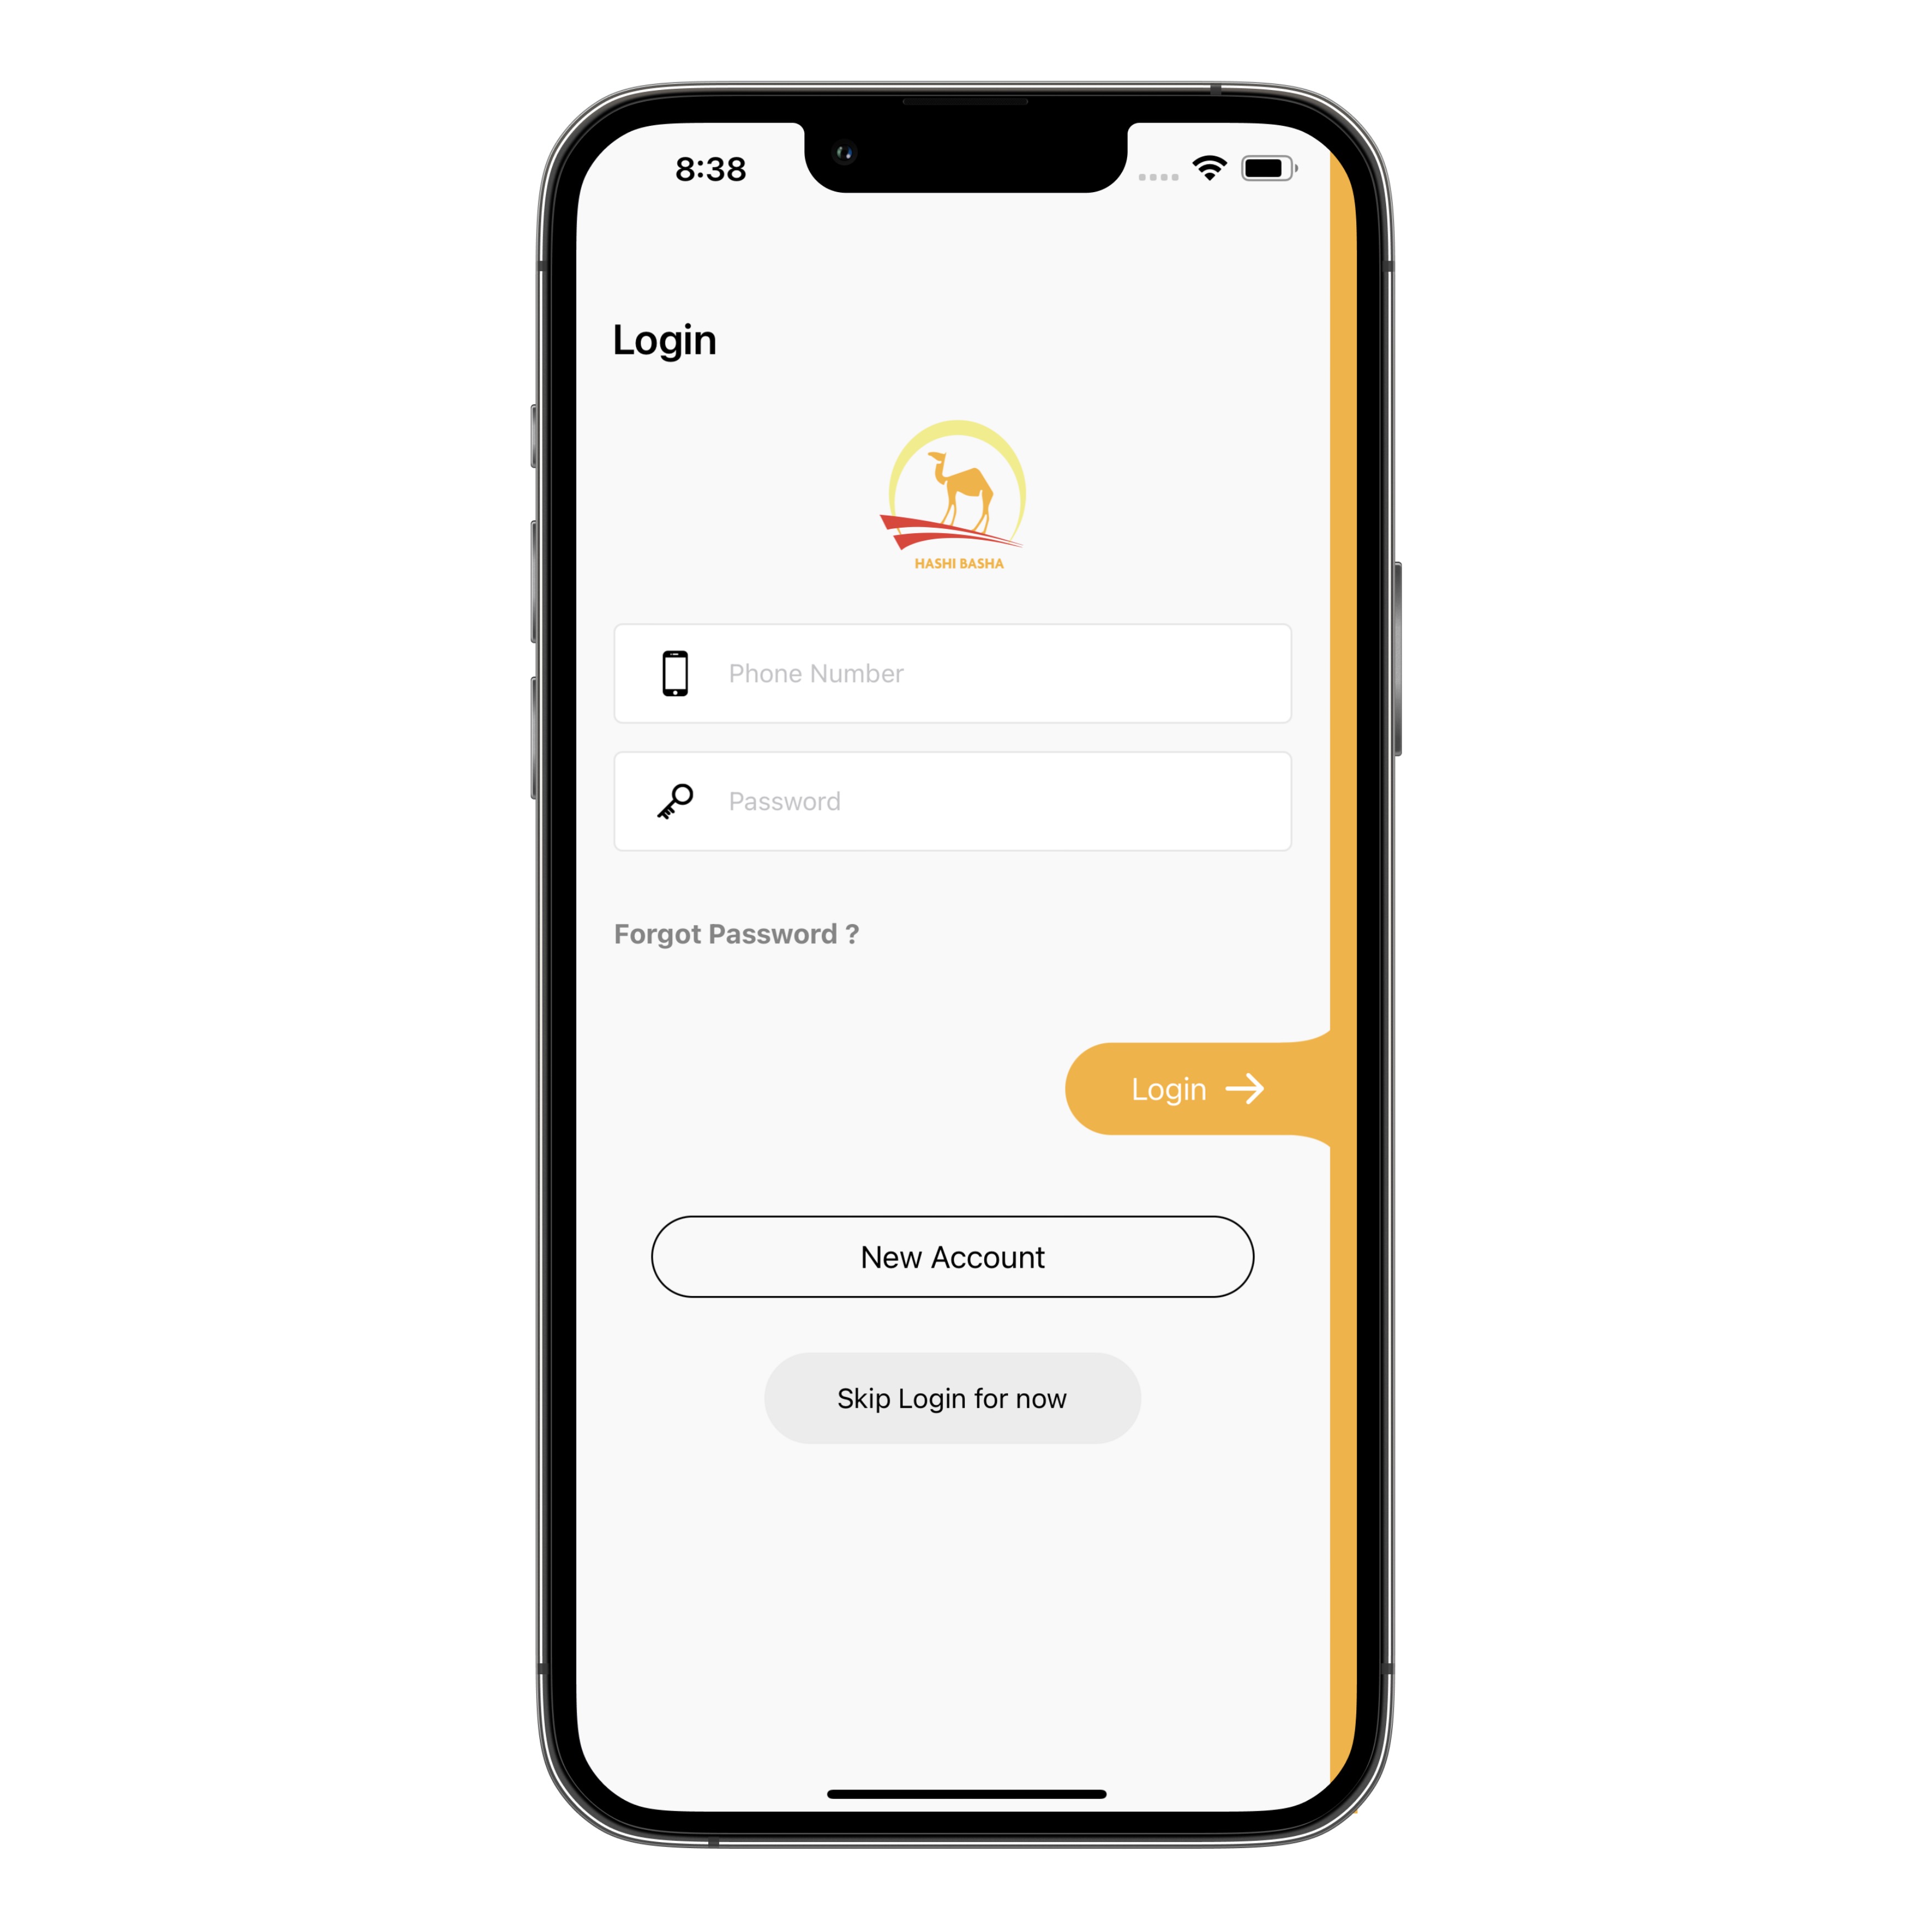 8:38
Login
HASHI BASHA
Phone Number
Password
Forgot Password ?
Login
New Account
Skip Login for now